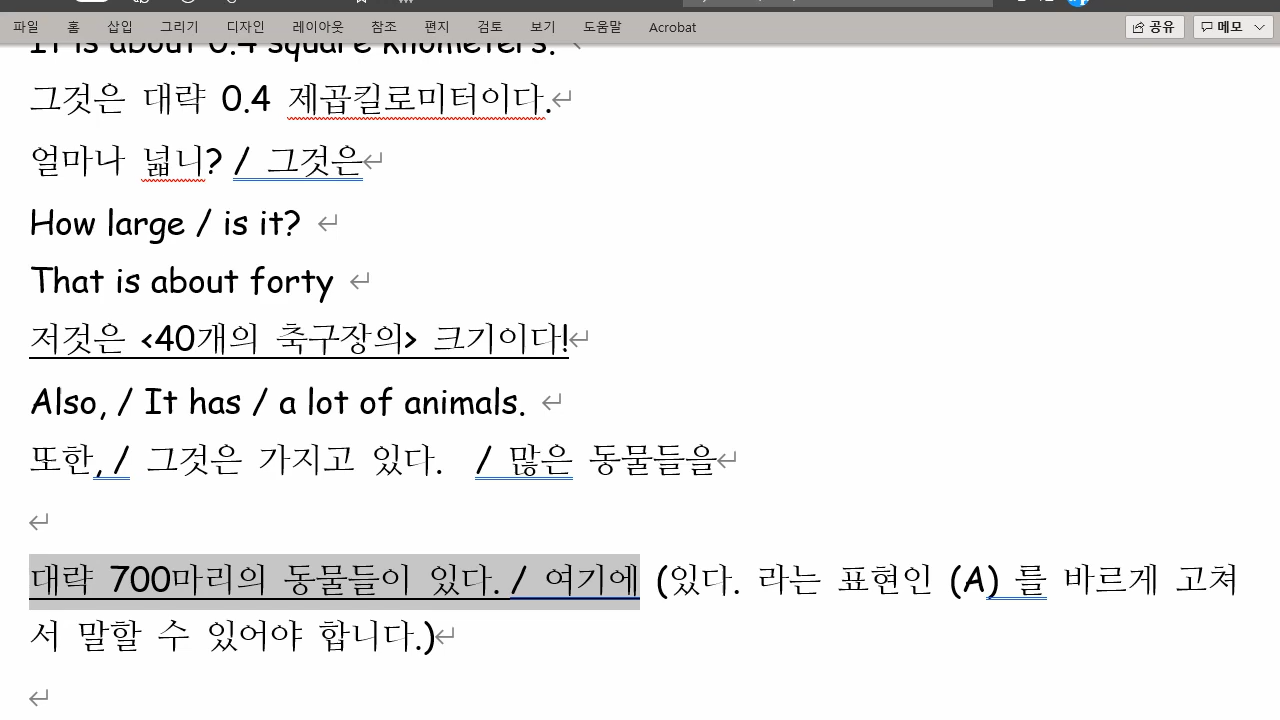 파일 홈 삽입 그리기 디자인 레이아웃 참조 편지 검토 보기 도움말 Acrobat 공유 메모
It is about 0.4 square kilometers.
그것은 대략 0.4 제곱킬로미터이다.
얼마나 넓니? / 그것은
How large / is it?
That is about forty
저것은 <40개의 축구장의> 크기이다!
Also, / It has / a lot of animals.
또한, / 그것은 가지고 있다. / 많은 동물들을
대략 700마리의 동물들이 있다. / 여기에 (있다. 라는 표현인 (A) 를 바르게 고쳐
서 말할 수 있어야 합니다.)